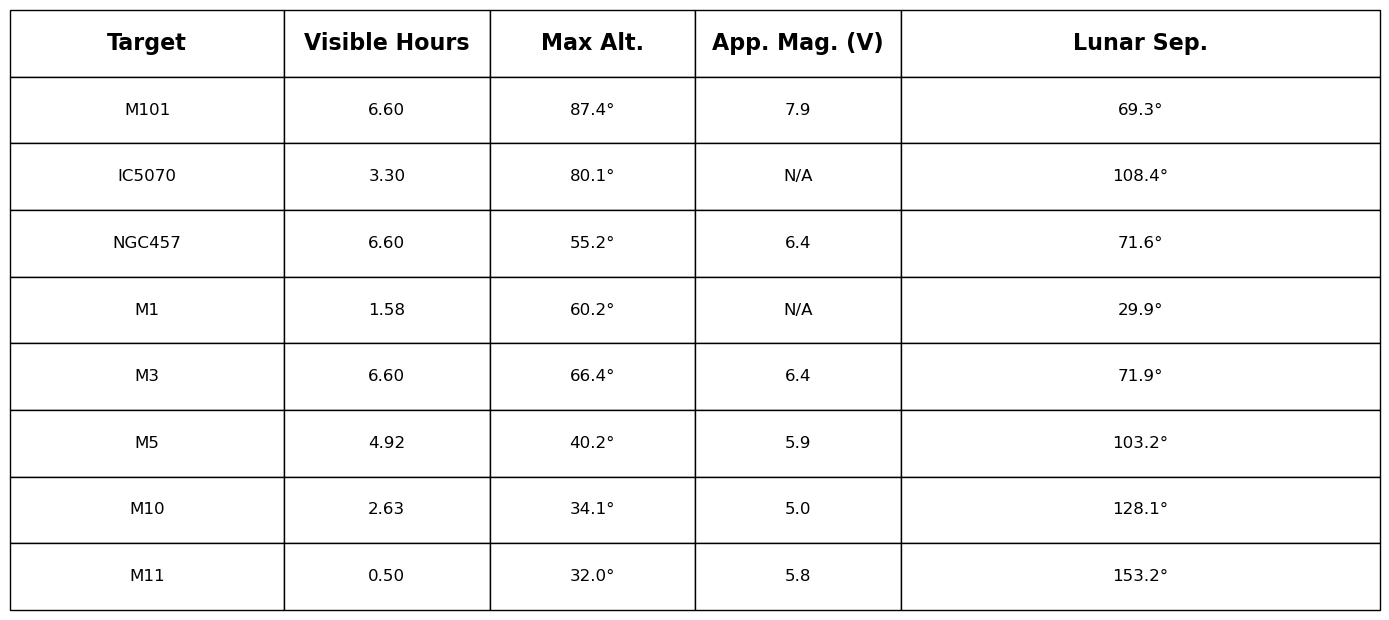 Target Visible Hours Max Alt. App. Mag. (V) Lunar Sep.
M101 6.60 87.4° 7.9 69.3°
IC5070 3.30 80.1° N/A 108.4°
NGC457 6.60 55.2° 6.4 71.6°
M1 1.58 60.2° N/A 29.9°
M3 6.60 66.4° 6.4 71.9°
M5 4.92 40.2° 5.9 103.2°
M10 2.63 34.1° 5.0 128.1°
M11 0.50 32.0° 5.8 153.2°